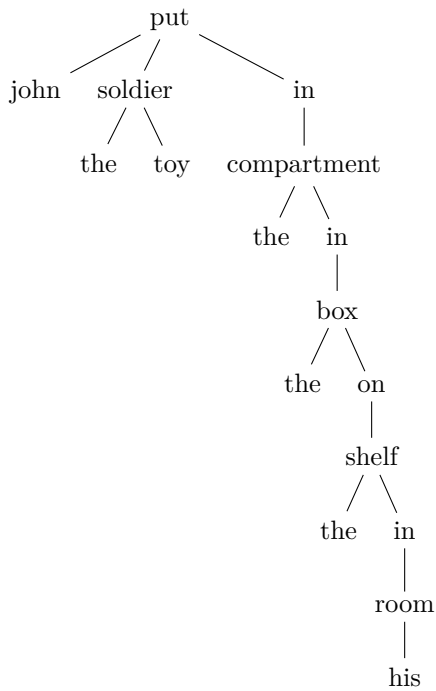 put
john soldier in
the toy compartment
the in
box
the on
shelf
the in
room
his